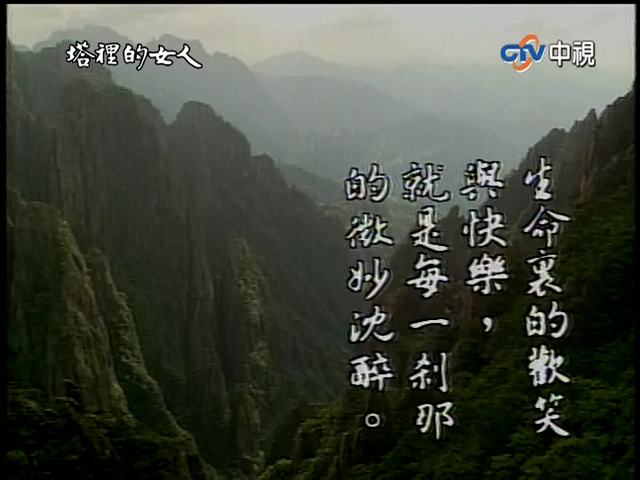 塔裡的女人
CTV中視
生命裏的歡笑
與快樂，
就是每一刹那
的微妙沈醉。